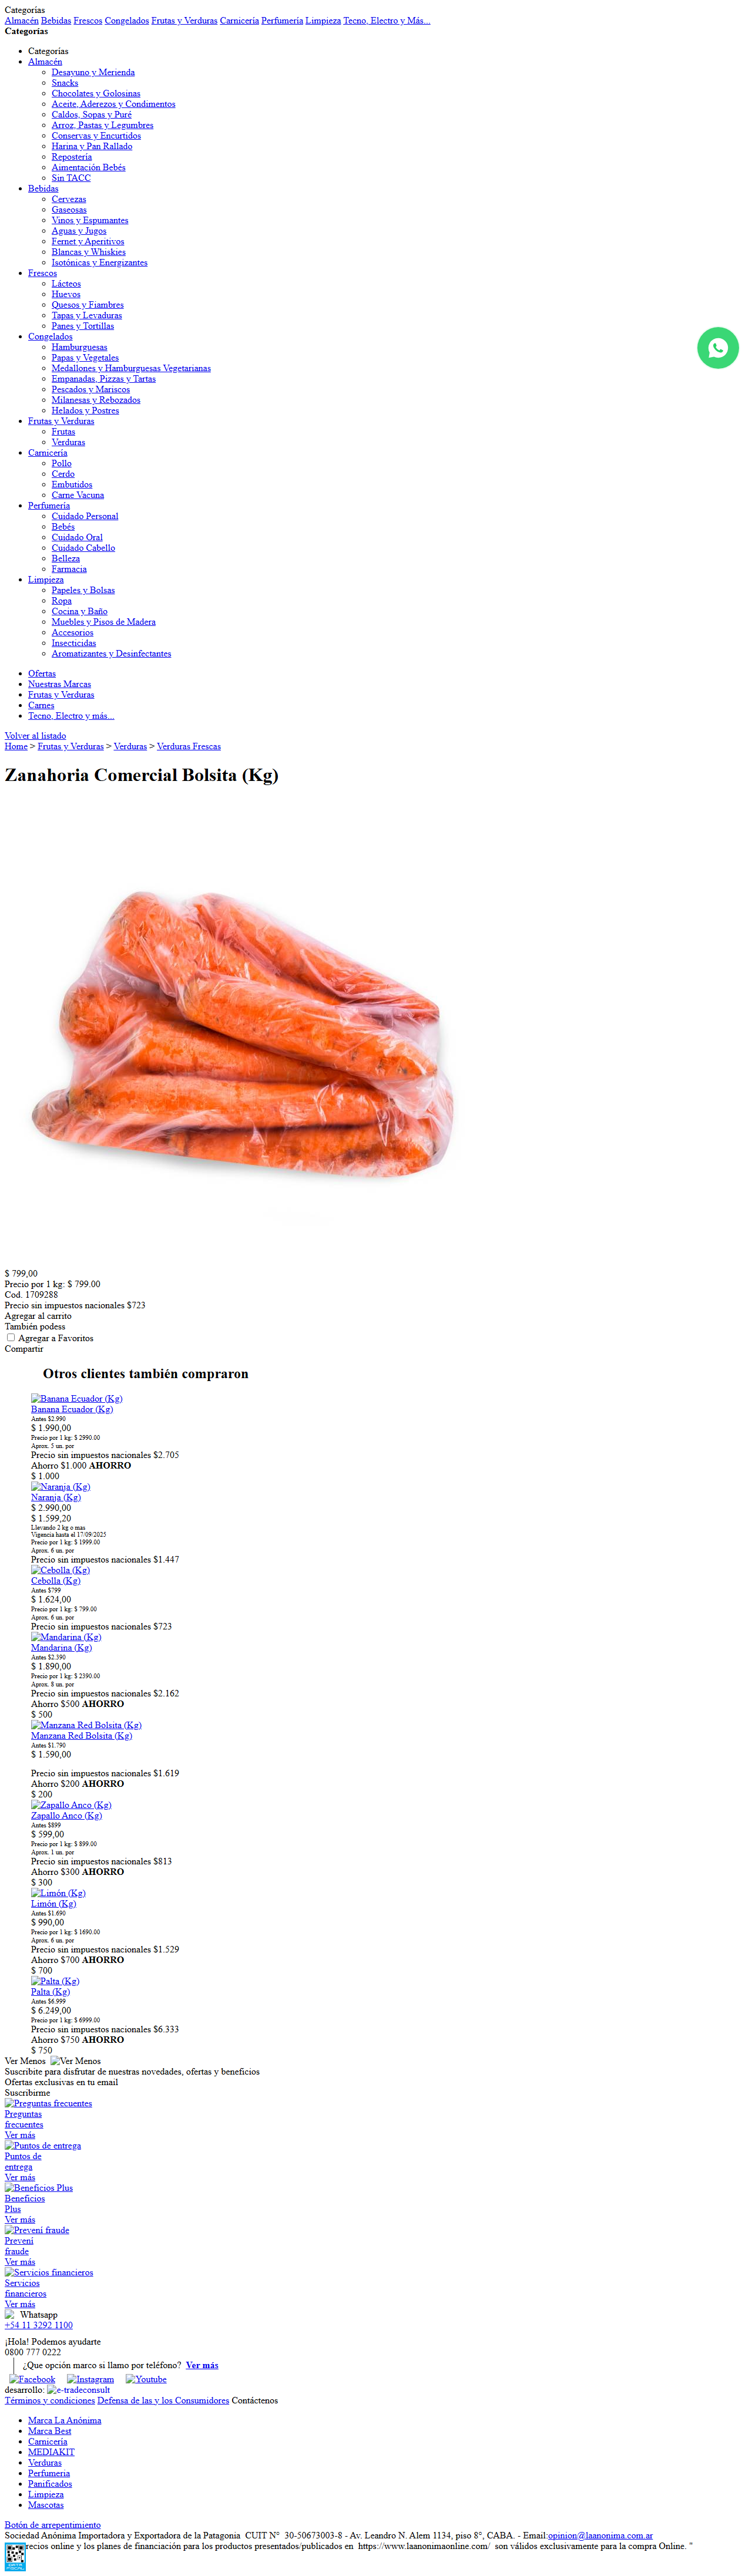 Categorías
Almacén Bebidas Frescos Congelados Frutas y Verduras Carnicería Perfumería Limpieza Tecno, Electro y Más...
Categorías
Categorías
Almacén
Desayuno y Merienda
Snacks
Chocolates y Golosinas
Aceite, Aderezos y Condimentos
Caldos, Sopas y Puré
Arroz, Pastas y Legumbres
Conservas y Encurtidos
Harina y Pan Rallado
Repostería
Aimentación Bebés
Sin TACC
Bebidas
Cervezas
Gaseosas
Vinos y Espumantes
Aguas y Jugos
Fernet y Aperitivos
Blancas y Whiskies
Isotónicas y Energizantes
Frescos
Lácteos
Huevos
Quesos y Fiambres
Tapas y Levaduras
Panes y Tortillas
Congelados
Hamburguesas
Papas y Vegetales
Medallones y Hamburguesas Vegetarianas
Empanadas, Pizzas y Tartas
Pescados y Mariscos
Milanesas y Rebozados
Helados y Postres
Frutas y Verduras
Frutas
Verduras
Carnicería
Pollo
Cerdo
Embutidos
Carne Vacuna
Perfumería
Cuidado Personal
Bebés
Cuidado Oral
Cuidado Cabello
Belleza
Farmacia
Limpieza
Papeles y Bolsas
Ropa
Cocina y Baño
Muebles y Pisos de Madera
Accesorios
Insecticidas
Aromatizantes y Desinfectantes
Ofertas
Nuestras Marcas
Frutas y Verduras
Carnes
Tecno, Electro y más...
Volver al listado
Home > Frutas y Verduras > Verduras > Verduras Frescas
Zanahoria Comercial Bolsita (Kg)
$ 799,00
Precio por 1 kg: $ 799.00
Cod. 1709288
Precio sin impuestos nacionales $723
Agregar al carrito
También podess
Agregar a Favoritos
Compartir
Otros clientes también compraron
Banana Ecuador (Kg)
Banana Ecuador (Kg)
Antes $2.990
$ 1.990,00
Precio por 1 kg: $ 2990.00
Aprox. 5 un. por
Precio sin impuestos nacionales $2.705
Ahorro $1.000 AHORRO
$ 1.000
Naranja (Kg)
Naranja (Kg)
$ 2.990,00
$ 1.599,20
Llevando 2 kg o mas
Vigencia hasta el 17/09/2025
Precio por 1 kg: $ 1999.00
Aprox. 6 un. por
Precio sin impuestos nacionales $1.447
Cebolla (Kg)
Cebolla (Kg)
Antes $799
$ 1.624,00
Precio por 1 kg: $ 799.00
Aprox. 6 un. por
Precio sin impuestos nacionales $723
Mandarina (Kg)
Mandarina (Kg)
Antes $2.390
$ 1.890,00
Precio por 1 kg: $ 2390.00
Aprox. 8 un. por
Precio sin impuestos nacionales $2.162
Ahorro $500 AHORRO
$ 500
Manzana Red Bolsita (Kg)
Manzana Red Bolsita (Kg)
Antes $1.790
$ 1.590,00
Precio sin impuestos nacionales $1.619
Ahorro $200 AHORRO
$ 200
Zapallo Anco (Kg)
Zapallo Anco (Kg)
Antes $899
$ 599,00
Precio por 1 kg: $ 899.00
Aprox. 1 un. por
Precio sin impuestos nacionales $813
Ahorro $300 AHORRO
$ 300
Limón (Kg)
Limón (Kg)
Antes $1.690
$ 990,00
Precio por 1 kg: $ 1690.00
Aprox. 6 un. por
Precio sin impuestos nacionales $1.529
Ahorro $700 AHORRO
$ 700
Palta (Kg)
Palta (Kg)
Antes $6.999
$ 6.249,00
Precio por 1 kg: $ 6999.00
Precio sin impuestos nacionales $6.333
Ahorro $750 AHORRO
$ 750
Ver Menos Ver Menos
Suscribite para disfrutar de nuestras novedades, ofertas y beneficios
Ofertas exclusivas en tu email
Suscribirme
Preguntas frecuentes
Preguntas
frecuentes
Ver más
Puntos de entrega
Puntos de
entrega
Ver más
Beneficios Plus
Beneficios
Plus
Ver más
Prevení fraude
Prevení
fraude
Ver más
Servicios financieros
Servicios
financieros
Ver más
Whatsapp
+54 11 3292 1100
¡Hola! Podemos ayudarte
0800 777 0222
¿Que opción marco si llamo por teléfono? Ver más
Facebook Instagram Youtube
desarrollo: e-tradeconsult
Términos y condiciones Defensa de las y los Consumidores Contáctenos
Marca La Anónima
Marca Best
Carnicería
MEDIAKIT
Verduras
Perfumeria
Panificados
Limpieza
Mascotas
Botón de arrepentimiento
Sociedad Anónima Importadora y Exportadora de la Patagonia CUIT N° 30-50673003-8 - Av. Leandro N. Alem 1134, piso 8°, CABA. - Email:opinion@laanonima.com.ar
recios online y los planes de financiación para los productos presentados/publicados en https://www.laanonimaonline.com/ son válidos exclusivamente para la compra Online. "